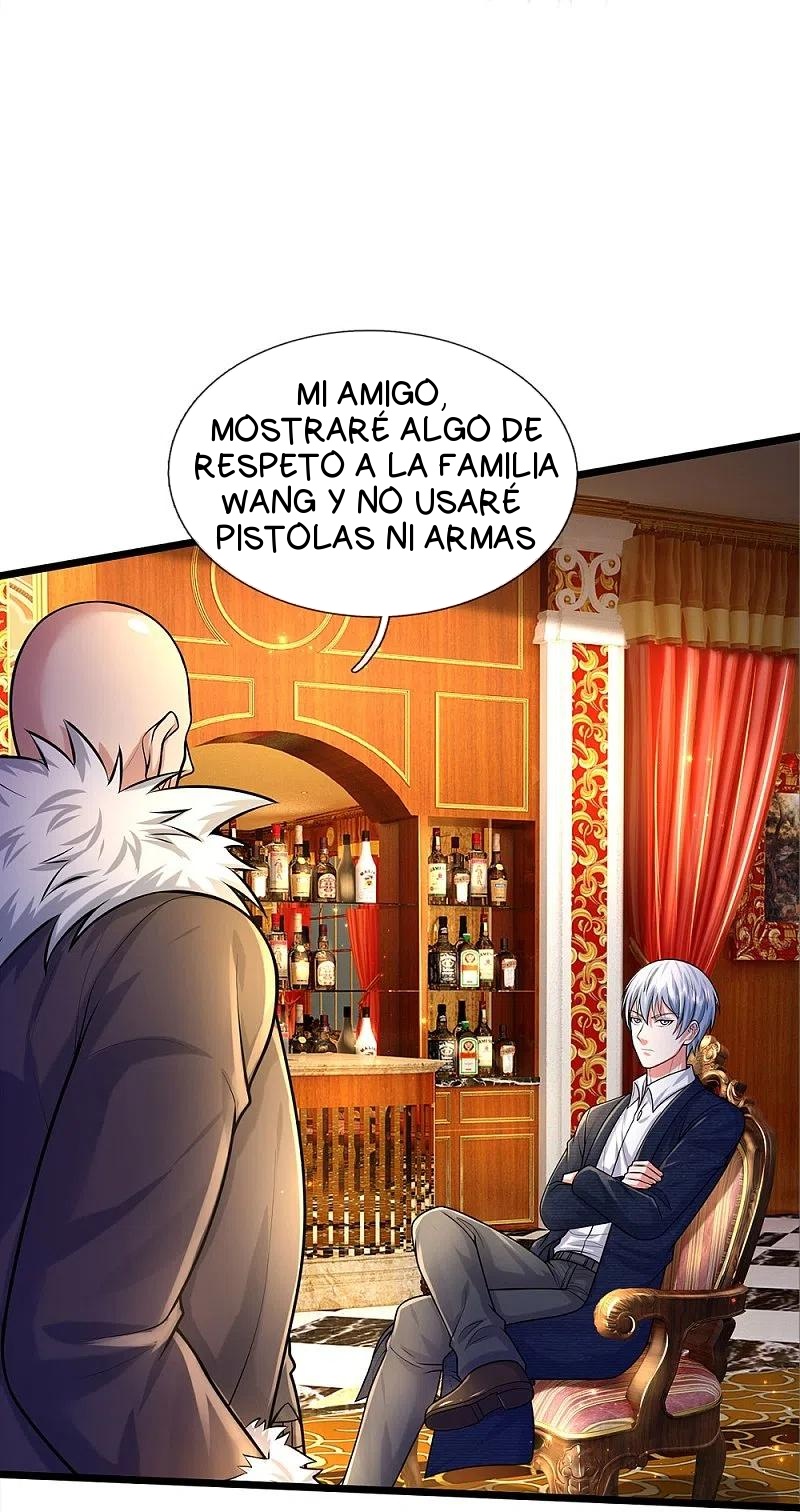 MI AMIGO,
MOSTRARÉ ALGO DE
RESPETO A LA FAMILIA
WANG Y NO USARÉ
PISTOLAS NI ARMAS